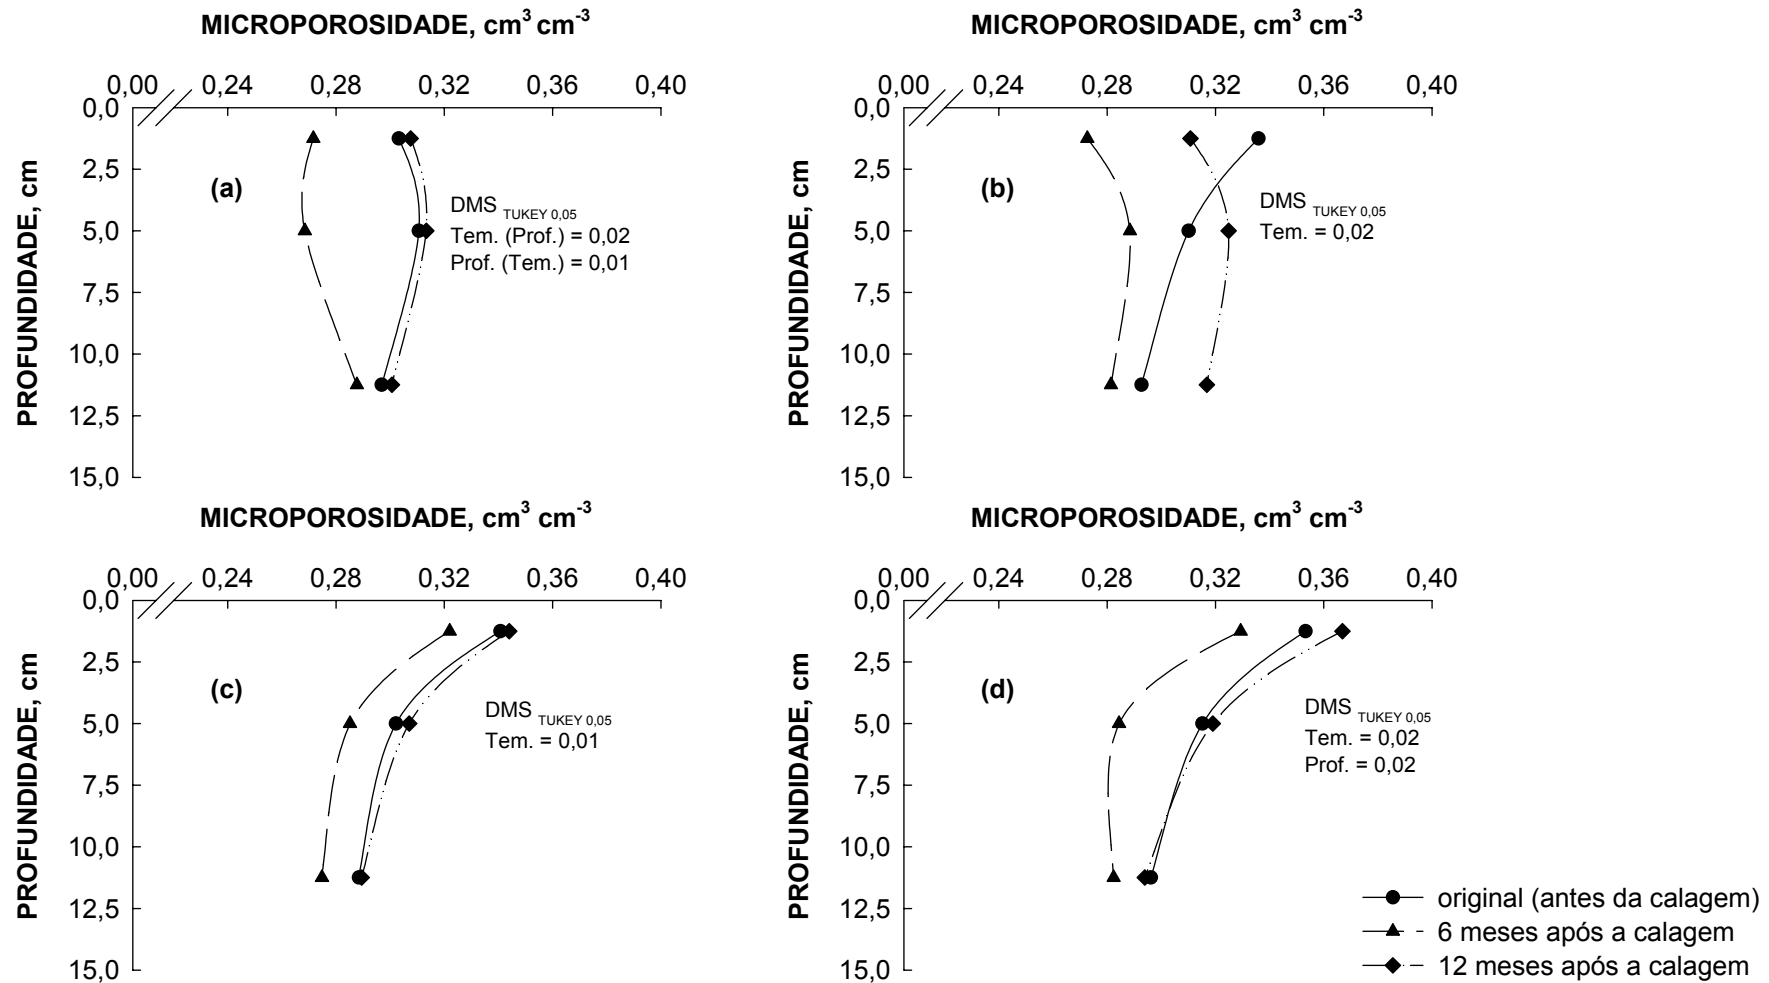 MICROPOROSIDADE, cm³ cm⁻³
0,00 0,24 0,28 0,32 0,36 0,40
PROFUNDIDADE, cm
0,0
2,5
5,0
7,5
10,0
12,5
15,0
(a)
DMS TUKEY 0,05
Tem. (Prof.) = 0,02
Prof. (Tem.) = 0,01
MICROPOROSIDADE, cm³ cm⁻³
0,00 0,24 0,28 0,32 0,36 0,40
PROFUNDIDADE, cm
0,0
2,5
5,0
7,5
10,0
12,5
15,0
(b)
DMS TUKEY 0,05
Tem. = 0,02
MICROPOROSIDADE, cm³ cm⁻³
0,00 0,24 0,28 0,32 0,36 0,40
PROFUNDIDADE, cm
0,0
2,5
5,0
7,5
10,0
12,5
15,0
(c)
DMS TUKEY 0,05
Tem. = 0,01
MICROPOROSIDADE, cm³ cm⁻³
0,00 0,24 0,28 0,32 0,36 0,40
PROFUNDIDADE, cm
0,0
2,5
5,0
7,5
10,0
12,5
15,0
(d)
DMS TUKEY 0,05
Tem. = 0,02
Prof. = 0,02
original (antes da calagem)
6 meses após a calagem
12 meses após a calagem